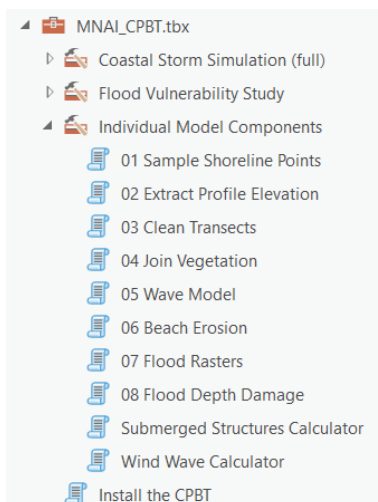 MNAI_CPBT.tbx
Coastal Storm Simulation (full)
Flood Vulnerability Study
Individual Model Components
01 Sample Shoreline Points
02 Extract Profile Elevation
03 Clean Transects
04 Join Vegetation
05 Wave Model
06 Beach Erosion
07 Flood Rasters
08 Flood Depth Damage
Submerged Structures Calculator
Wind Wave Calculator
Install the CPBT